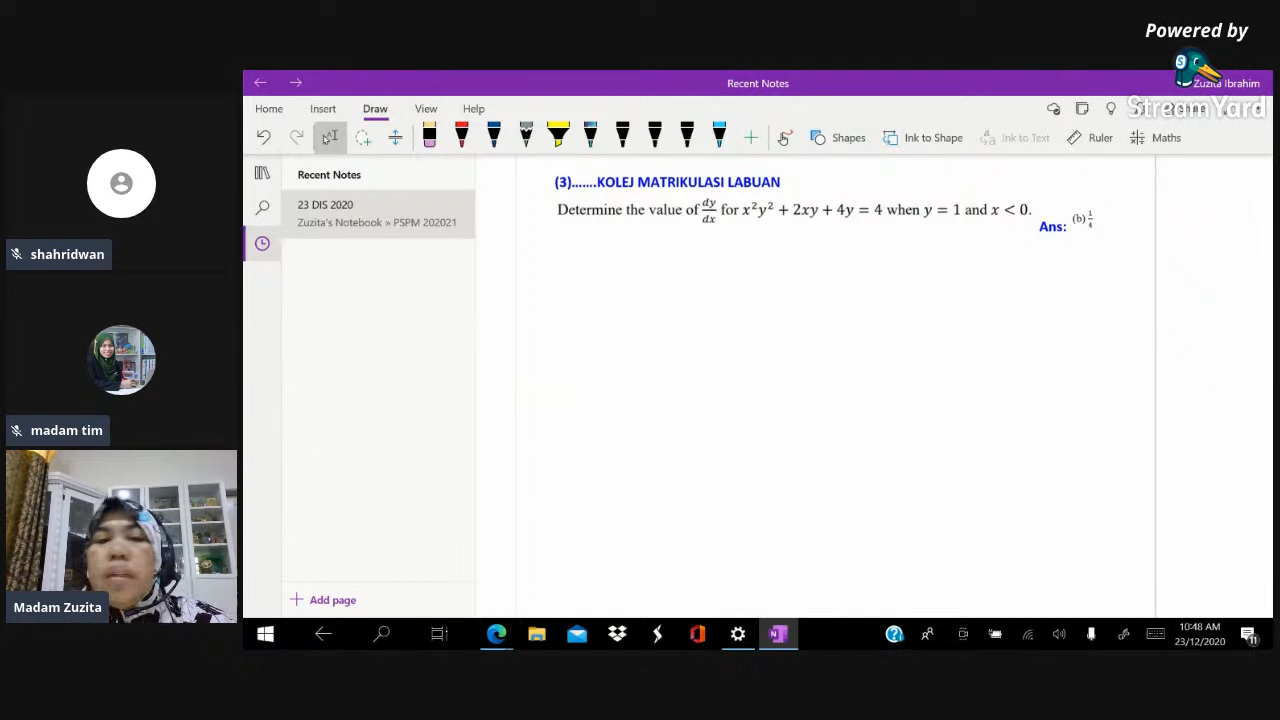 Powered by
StreamYard
Recent Notes
Zuzita Ibrahim
Home Insert Draw View Help
Shapes Ink to Shape Ink to Text Ruler Maths
Recent Notes
23 DIS 2020
Zuzita's Notebook » PSPM 202021
Add page
(3).......KOLEJ MATRIKULASI LABUAN
Determine the value of dy/dx for x²y² + 2xy + 4y = 4 when y = 1 and x < 0.
Ans: (b) 1/4
shahridwan
madam tim
Madam Zuzita
10:48 AM
23/12/2020
11